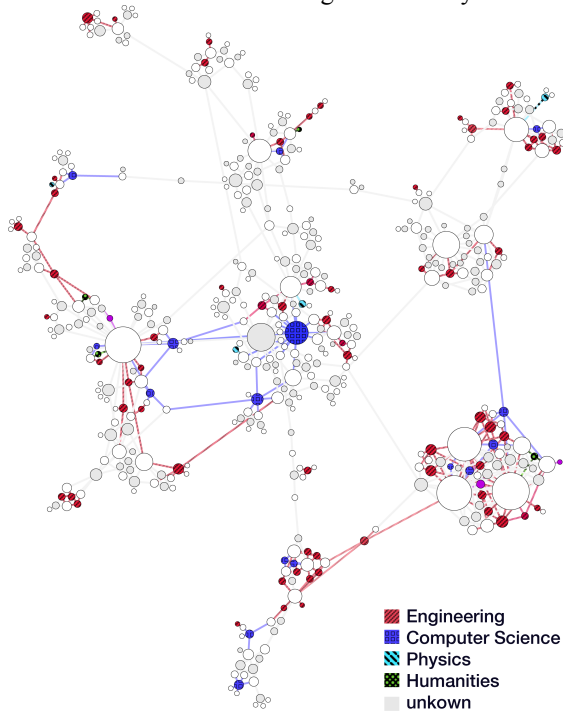 Engineering
Computer Science
Physics
Humanities
unkown